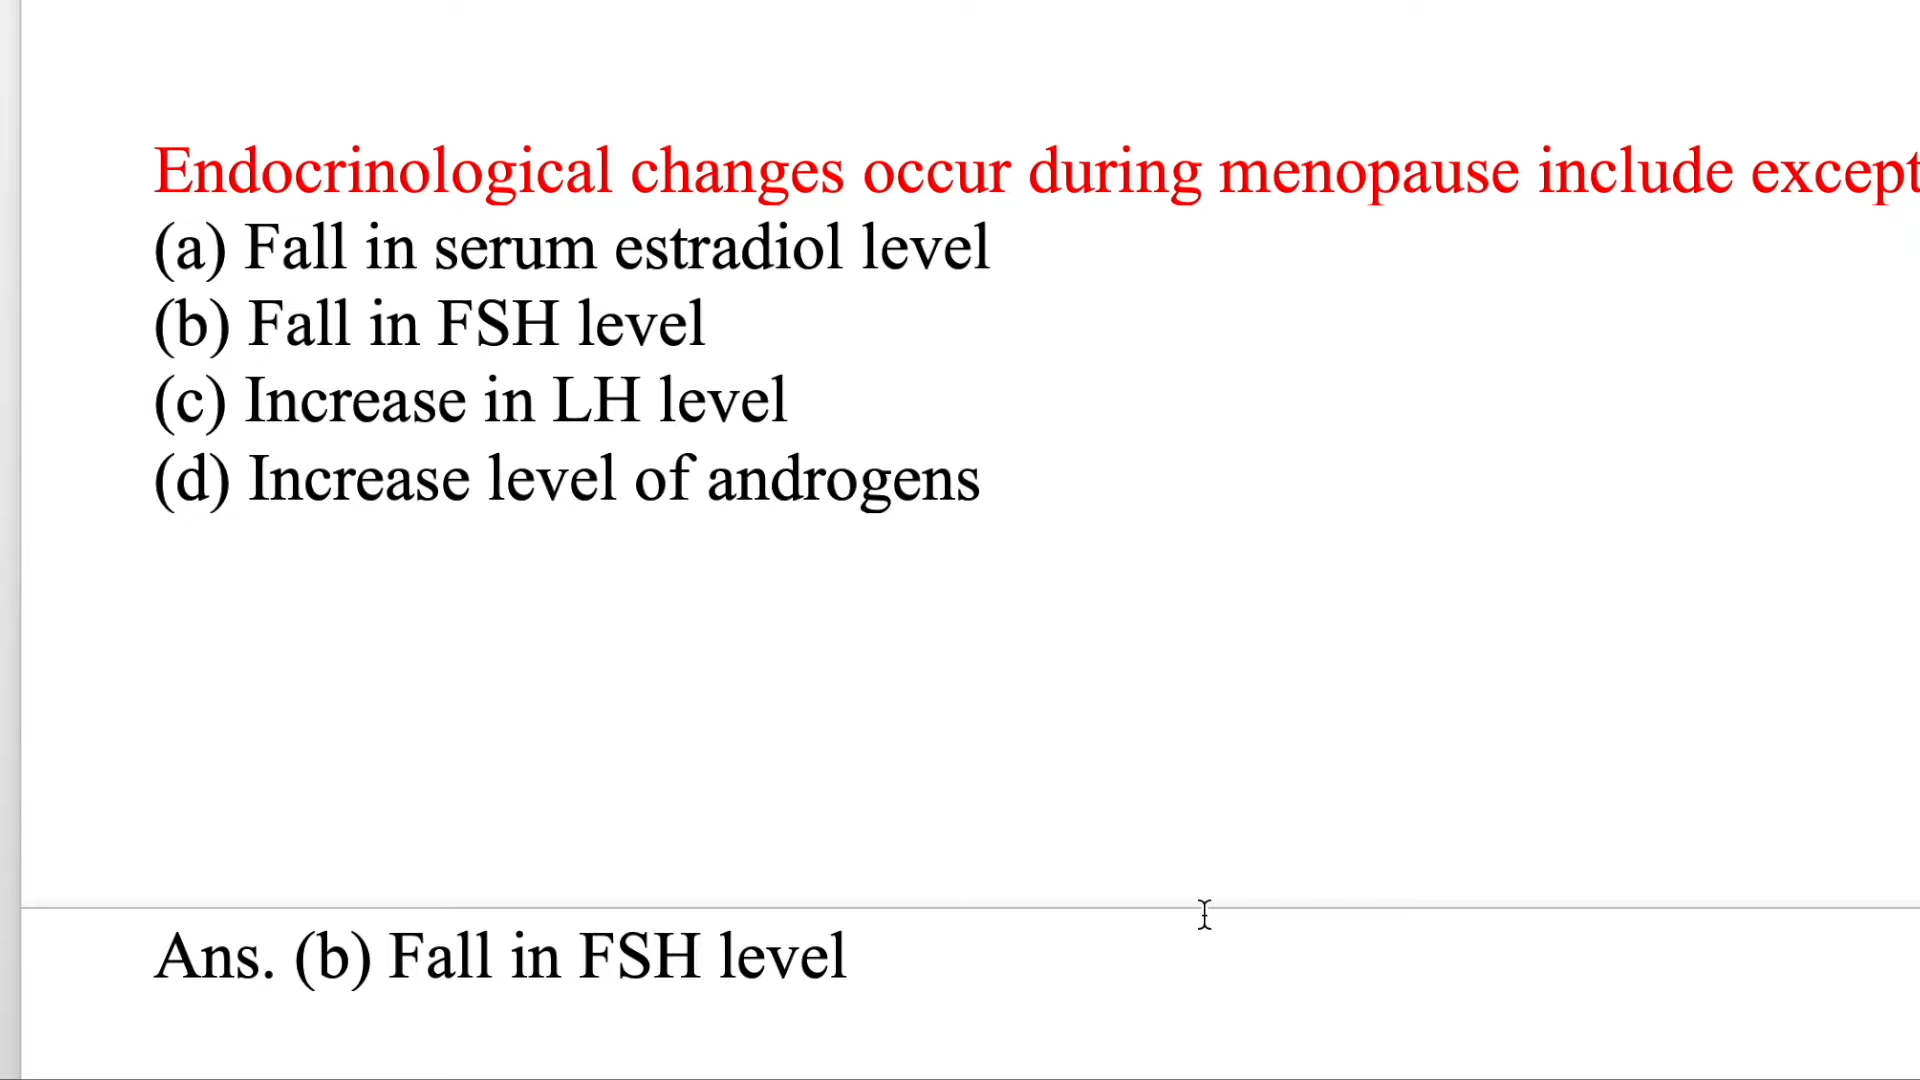 Endocrinological changes occur during menopause include except
(a) Fall in serum estradiol level
(b) Fall in FSH level
(c) Increase in LH level
(d) Increase level of androgens
Ans. (b) Fall in FSH level